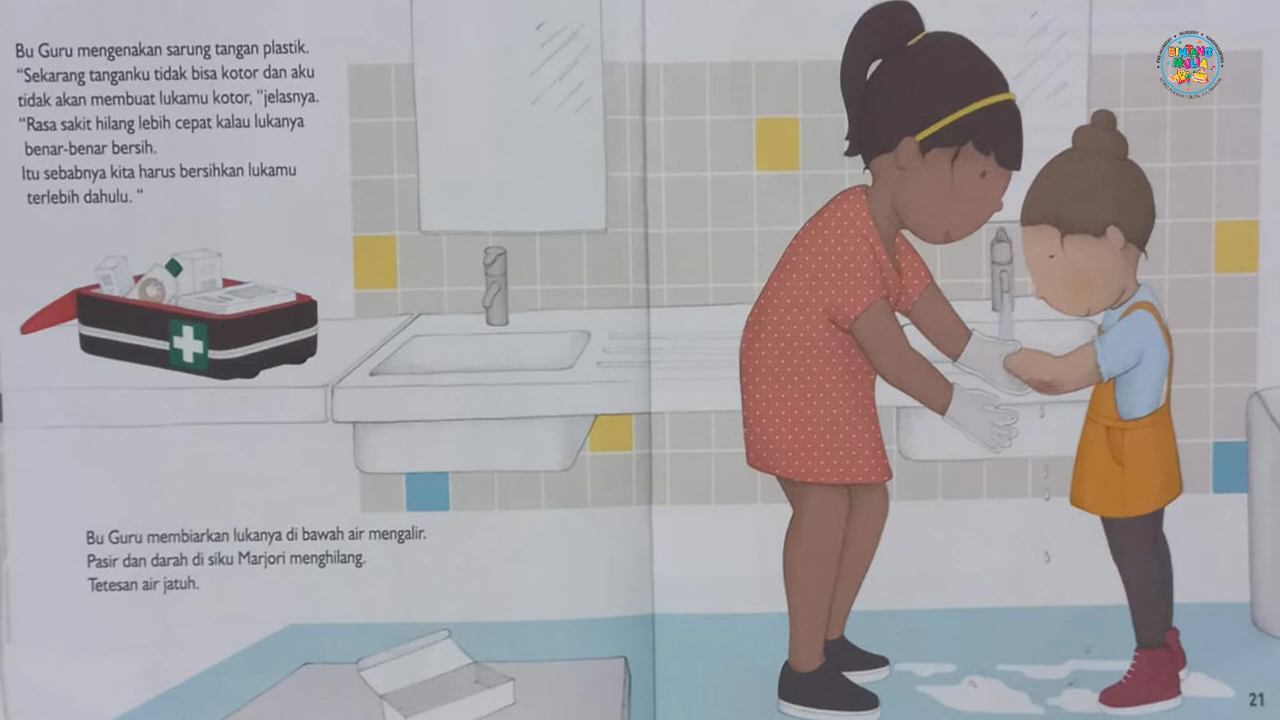 Bu Guru mengenakan sarung tangan plastik.
“Sekarang tanganku tidak bisa kotor dan aku
tidak akan membuat lukamu kotor, “jelasnya.
“Rasa sakit hilang lebih cepat kalau lukanya
benar-benar bersih.
Itu sebabnya kita harus bersihkan lukamu
terlebih dahulu. “
BINTANG
MULIA
Bu Guru membiarkan lukanya di bawah air mengalir.
Pasir dan darah di siku Marjori menghilang.
Tetesan air jatuh.
21